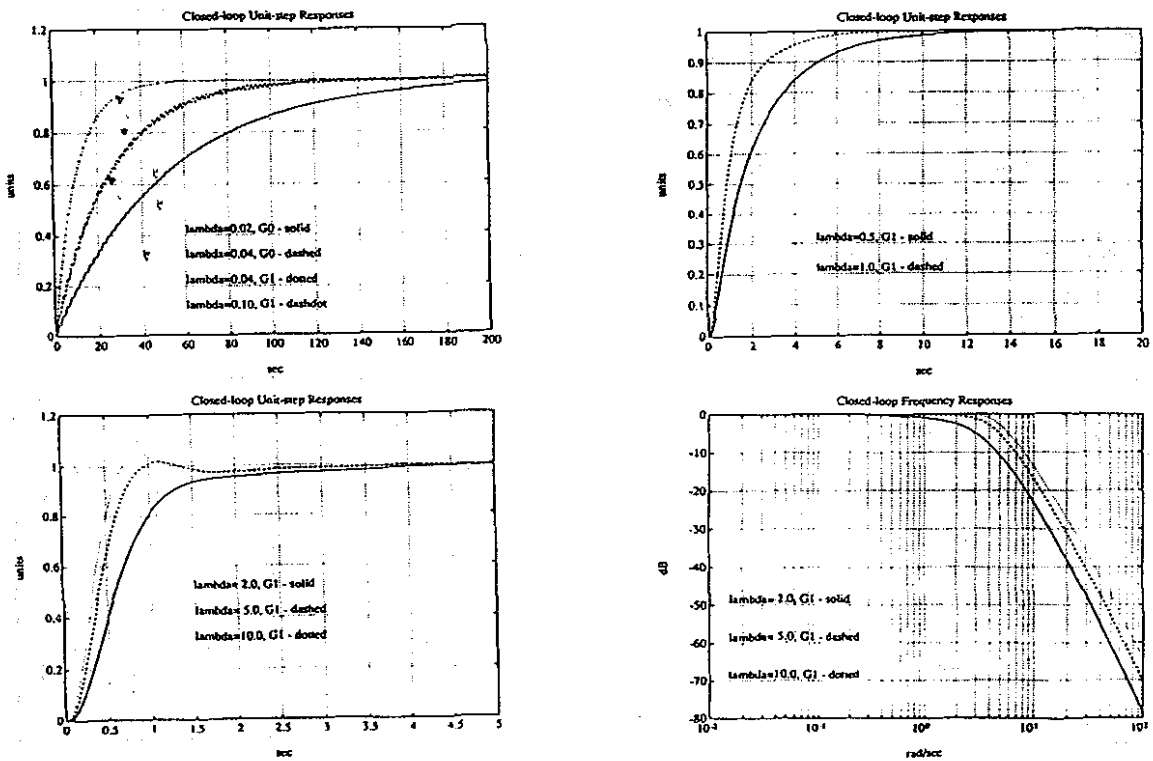 Closed-loop Unit-step Responses
1.2
1
0.8
0.6
0.4
0.2
0
units
lambda=0.02, G0 - solid
lambda=0.04, G0 - dashed
lambda=0.04, G1 - dotted
lambda=0.10, G1 - dashdot
0 20 40 60 80 100 120 140 160 180 200
sec
Closed-loop Unit-step Responses
1
0.9
0.8
0.7
0.6
0.5
0.4
0.3
0.2
0.1
0
units
lambda=0.5, G1 - solid
lambda=1.0, G1 - dashed
0 2 4 6 8 10 12 14 16 18 20
sec
Closed-loop Unit-step Responses
1.2
1
0.8
0.6
0.4
0.2
0
units
lambda= 2.0, G1 - solid
lambda= 5.0, G1 - dashed
lambda=10.0, G1 - dotted
0 0.5 1 1.5 2 2.5 3 3.5 4 4.5 5
sec
Closed-loop Frequency Responses
0
-10
-20
-30
-40
-50
-60
-70
-80
dB
lambda= 2.0, G1 - solid
lambda= 5.0, G1 - dashed
lambda=10.0, G1 - dotted
10⁰ 10¹
rad/sec